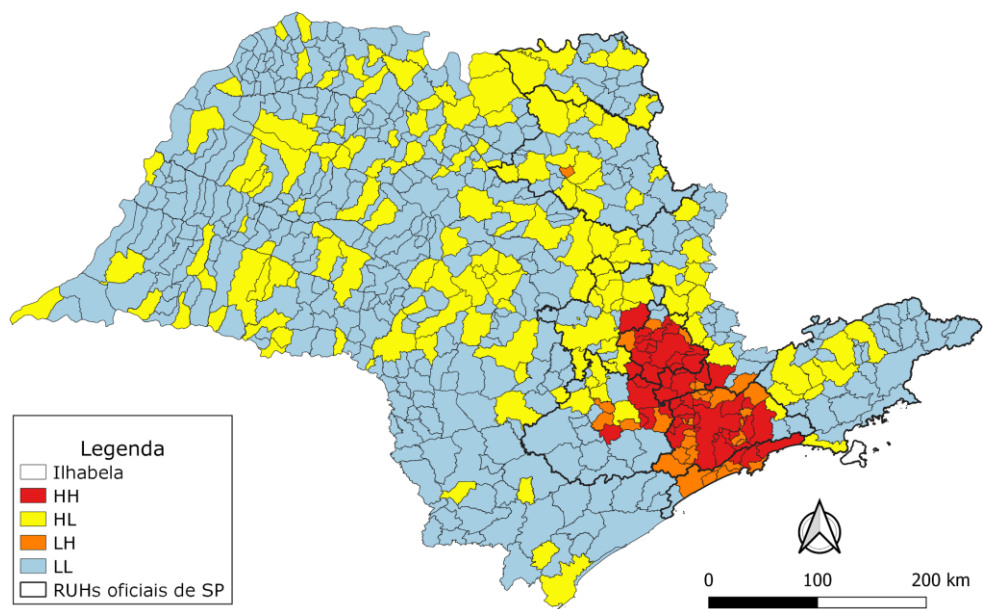 Legenda
Ilhabela
HH
HL
LH
LL
RUHs oficiais de SP
0 100 200 km